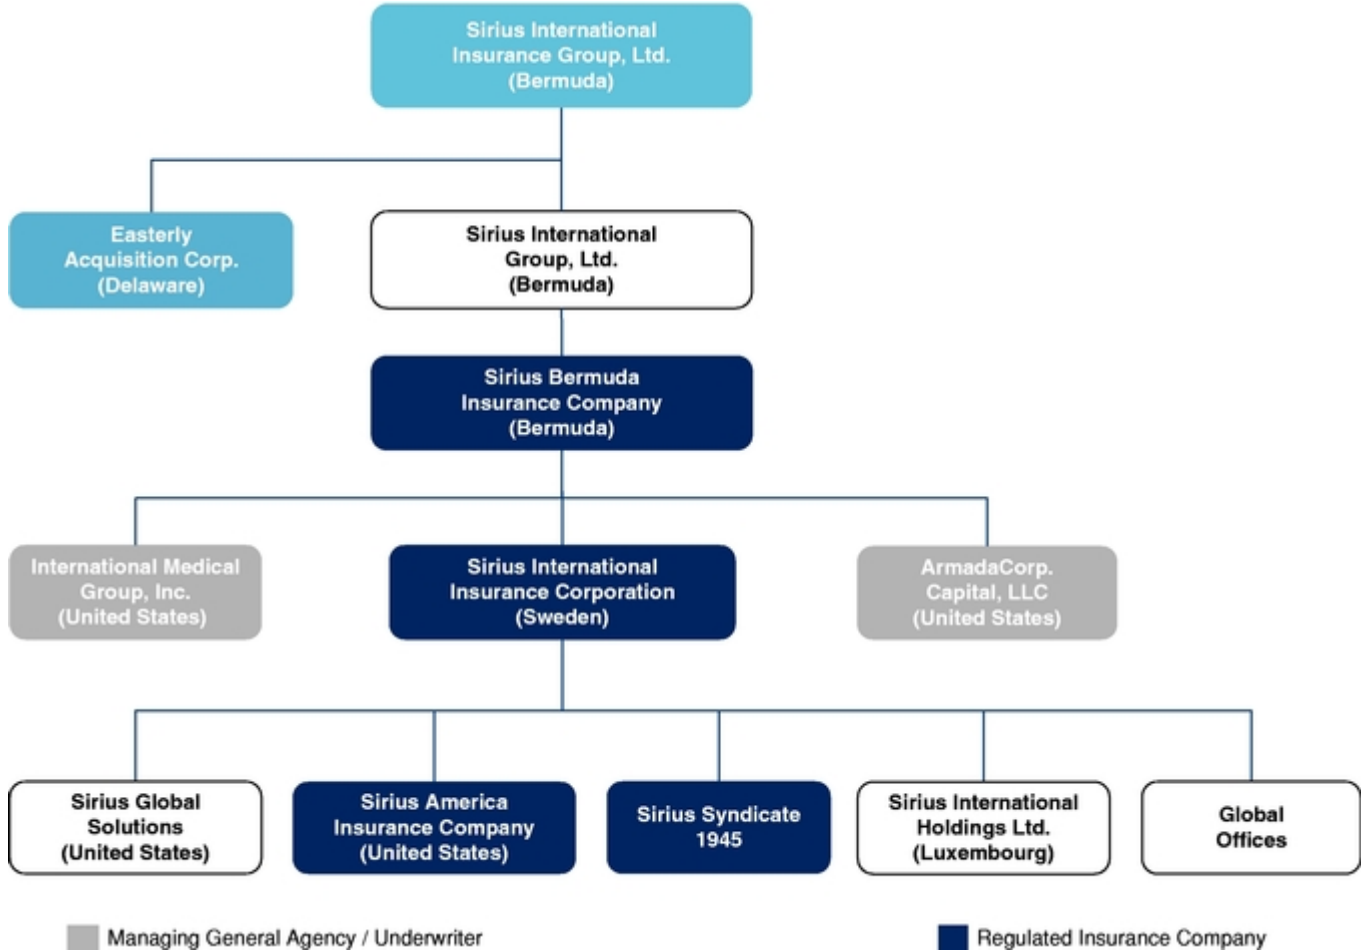 Sirius International
Insurance Group, Ltd.
(Bermuda)
Easterly
Acquisition Corp.
(Delaware)
Sirius International
Group, Ltd.
(Bermuda)
Sirius Bermuda
Insurance Company
(Bermuda)
International Medical
Group, Inc.
(United States)
Sirius International
Insurance Corporation
(Sweden)
ArmadaCorp.
Capital, LLC
(United States)
Sirius Global
Solutions
(United States)
Sirius America
Insurance Company
(United States)
Sirius Syndicate
1945
Sirius International
Holdings Ltd.
(Luxembourg)
Global
Offices
Managing General Agency / Underwriter
Regulated Insurance Company